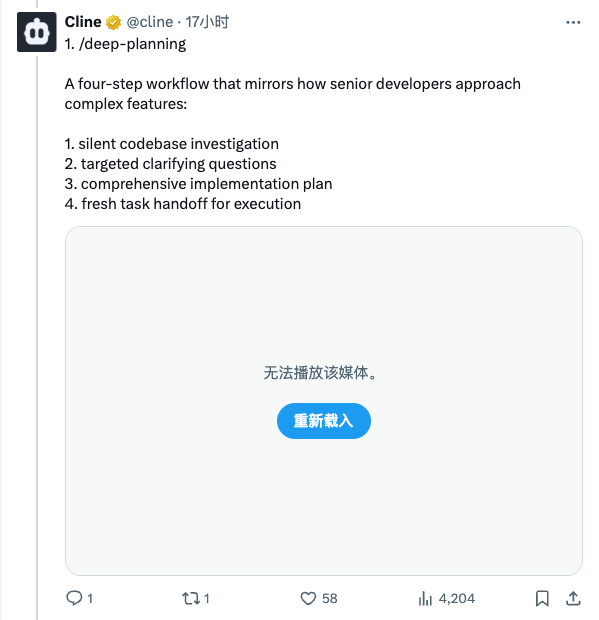 Cline @cline · 17小时
1. /deep-planning
A four-step workflow that mirrors how senior developers approach
complex features:
1. silent codebase investigation
2. targeted clarifying questions
3. comprehensive implementation plan
4. fresh task handoff for execution
无法播放该媒体。
重新载入
1 1 58 4,204